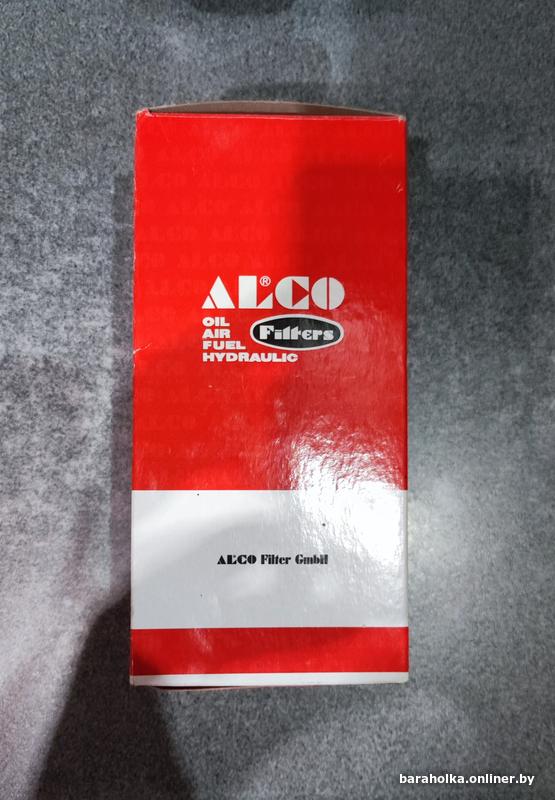 ALCO®
OIL
AIR
FUEL
HYDRAULIC
Filters
ALCO Filter GmbH
baraholka.onliner.by